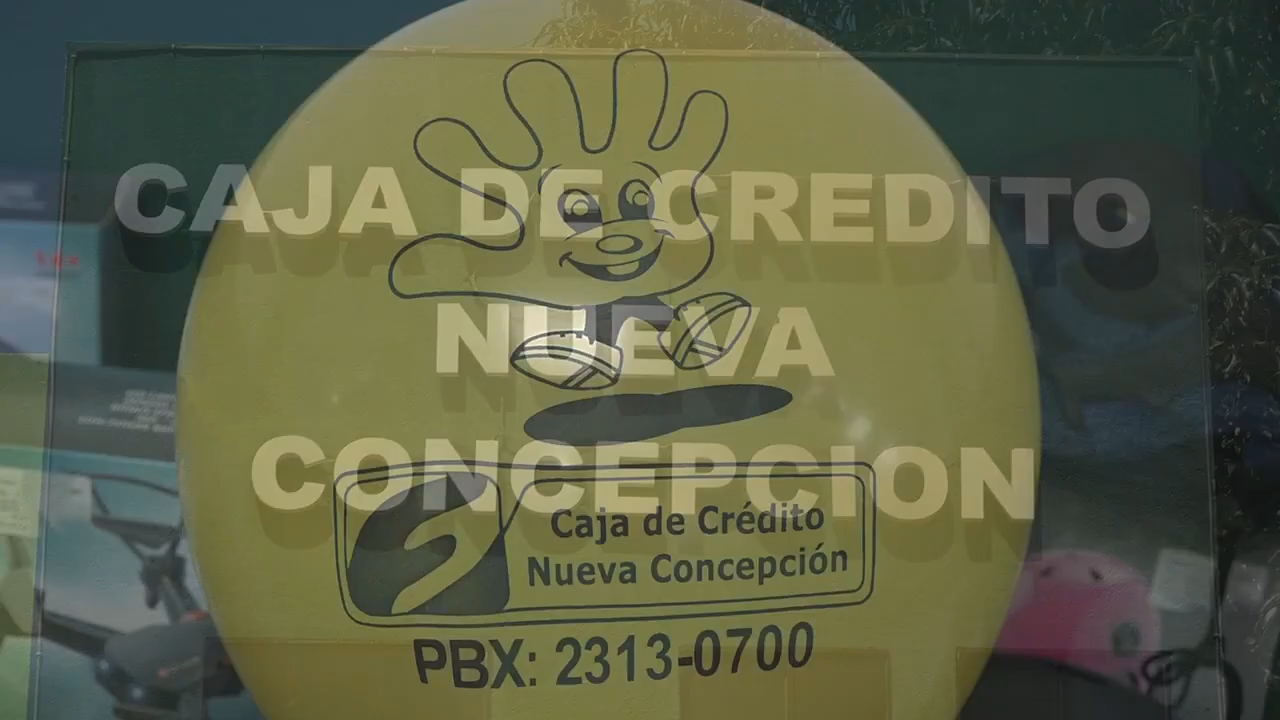 CAJA DE CREDITO
NUEVA
CONCEPCION
Caja de Crédito
Nueva Concepción
PBX: 2313-0700